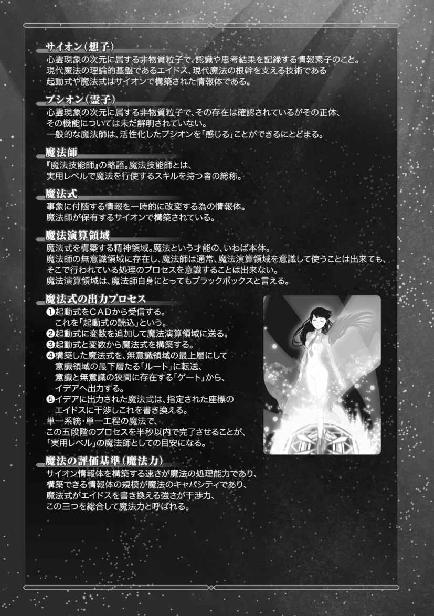 サイオン(想子)
心霊現象の次元に属する非物質粒子で、認識や思考結果を記録する情報素子のこと。
現代魔法の理論的基盤であるエイドス、現代魔法の根幹を支える技術である
起動式や魔法式はサイオンで構築された情報体である。
プシオン(霊子)
心霊現象の次元に属する非物質粒子で、その存在は確認されているがその正体、
その機能については未だ解明されていない。
一般的な魔法師は、活性化したプシオンを「感じる」ことができるにとどまる。
魔法師
『魔法技能師』の略語。魔法技能師とは、
実用レベルで魔法を行使するスキルを持つ者の総称。
魔法式
事象に付随する情報を一時的に改変する為の情報体。
魔法師が保有するサイオンで構築されている。
魔法演算領域
魔法式を構築する精神領域。魔法という才能の、いわば本体。
魔法師の無意識領域に存在し、魔法師は通常、魔法演算領域を意識して使うことは出来ても、
そこで行われている処理のプロセスを意識することは出来ない。
魔法演算領域は、魔法師自身にとってもブラックボックスと言える。
魔法式の出力プロセス
❶起動式をCADから受信する。
これを「起動式の読込」という。
❷起動式に変数を追加して魔法演算領域に送る。
❸起動式と変数から魔法式を構築する。
❹構築した魔法式を、無意識領域の最上層にして
意識領域の最下層たる「ルート」に転送、
意識と無意識の狭間に存在する「ゲート」から、
イデアへ出力する。
❺イデアに出力された魔法式は、指定された座標の
エイドスに干渉しこれを書き換える。
単一系統・単一工程の魔法で、
この五段階のプロセスを半秒以内で完了させることが、
「実用レベル」の魔法師としての目安になる。
魔法の評価基準(魔法力)
サイオン情報体を構築する速さが魔法の処理能力であり、
構築できる情報体の規模が魔法のキャパシティであり、
魔法式がエイドスを書き換える強さが干渉力、
この三つを総合して魔法力と呼ばれる。